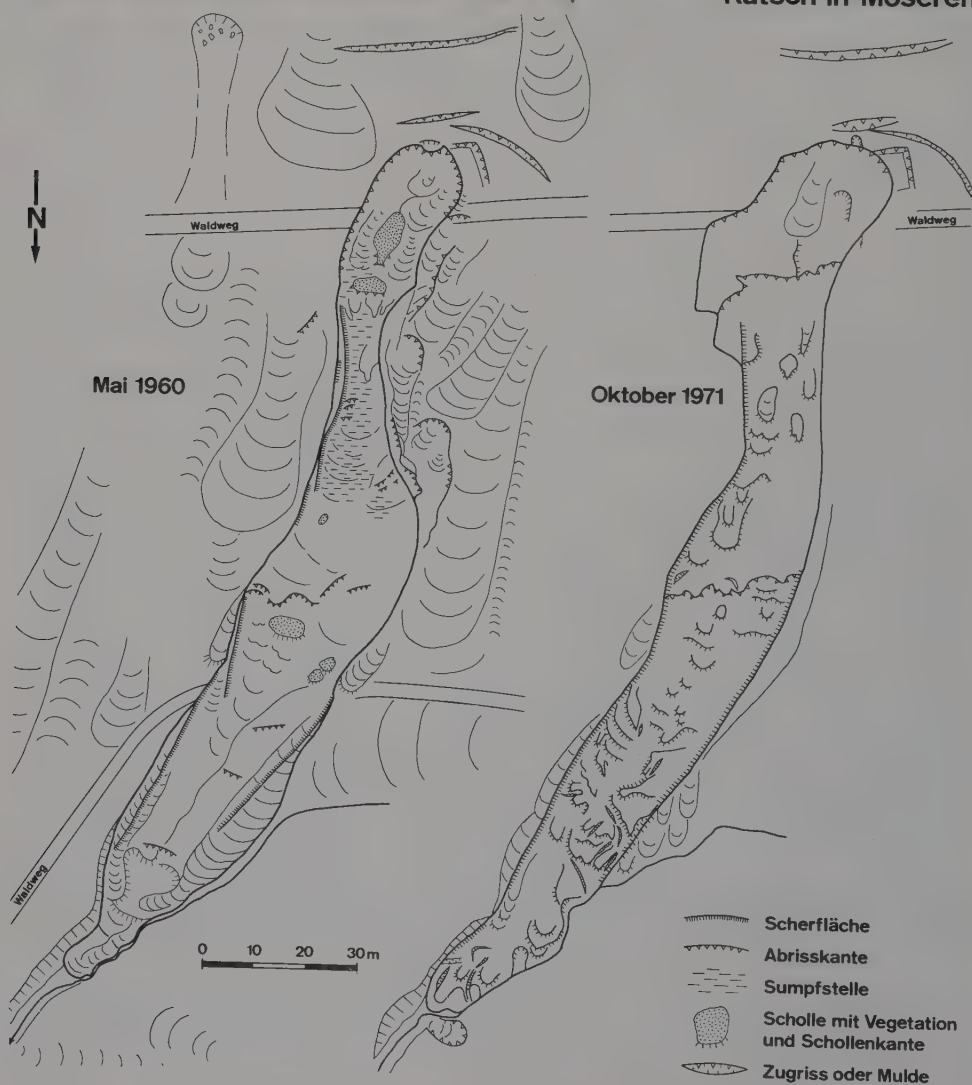 Rutsch in Moseren
N
Waldweg
Waldweg
Mai 1960
Oktober 1971
Waldweg
0 10 20 30 m
Scherfläche
Abrisskante
Sumpfstelle
Scholle mit Vegetation
und Schollenkante
Zugriss oder Mulde